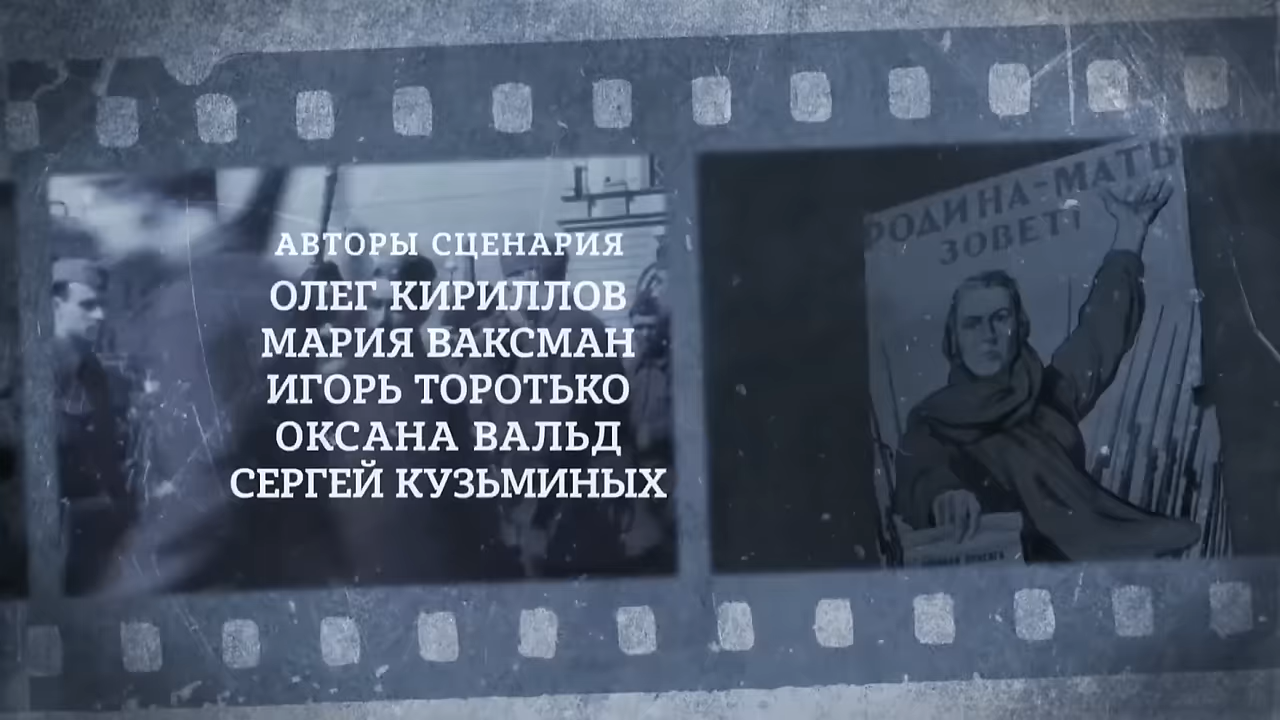 АВТОРЫ СЦЕНАРИЯ
ОЛЕГ КИРИЛЛОВ
МАРИЯ ВАКСМАН
ИГОРЬ ТОРОТЬКО
ОКСАНА ВАЛЬД
СЕРГЕЙ КУЗЬМИНЫХ
РОДИНА-МАТЬ
ЗОВЕТ!